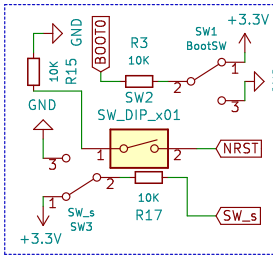 +3.3V
GND
BOOT0
R3
10K
SW1
BootSW
1
2
3
10K
R15
SW2
SW_DIP_x01
GND
1
2
NRST
3
1
2
SW_s
SW3
10K
R17
SW_s
+3.3V